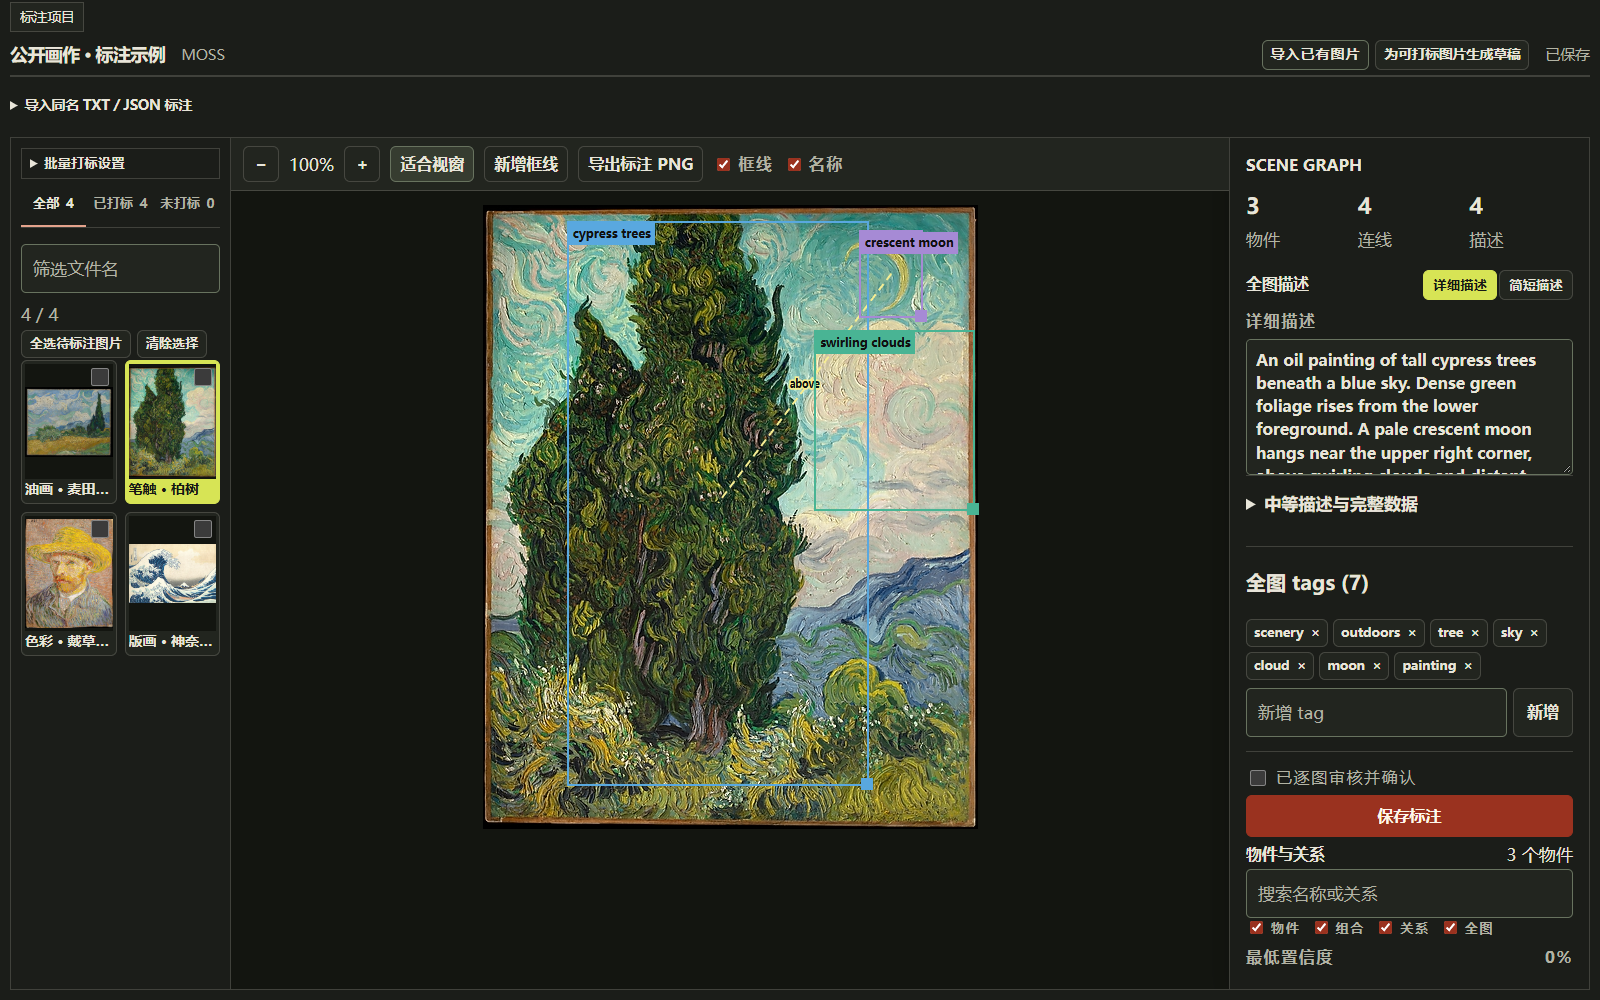 标注项目
公开画作 • 标注示例 MOSS
导入已有图片 为可打标图片生成草稿 已保存
▶ 导入同名 TXT / JSON 标注
▶ 批量打标设置
全部 4 已打标 4 未打标 0
筛选文件名
4 / 4
全选待标注图片 清除选择
油画 • 麦田...
笔触 • 柏树
色彩 • 戴草...
版画 • 神奈...
− 100% + 适合视窗 新增框线 导出标注 PNG 框线 名称
cypress trees
crescent moon
swirling clouds
above
SCENE GRAPH
3 4 4
物件 连线 描述
全图描述 详细描述 简短描述
详细描述
An oil painting of tall cypress trees
beneath a blue sky. Dense green
foliage rises from the lower
foreground. A pale crescent moon
hangs near the upper right corner,
above swirling clouds and distant
▶ 中等描述与完整数据
全图 tags (7)
scenery × outdoors × tree × sky ×
cloud × moon × painting ×
新增 tag 新增
已逐图审核并确认
保存标注
物件与关系 3 个物件
搜索名称或关系
物件 组合 关系 全图
最低置信度 0%